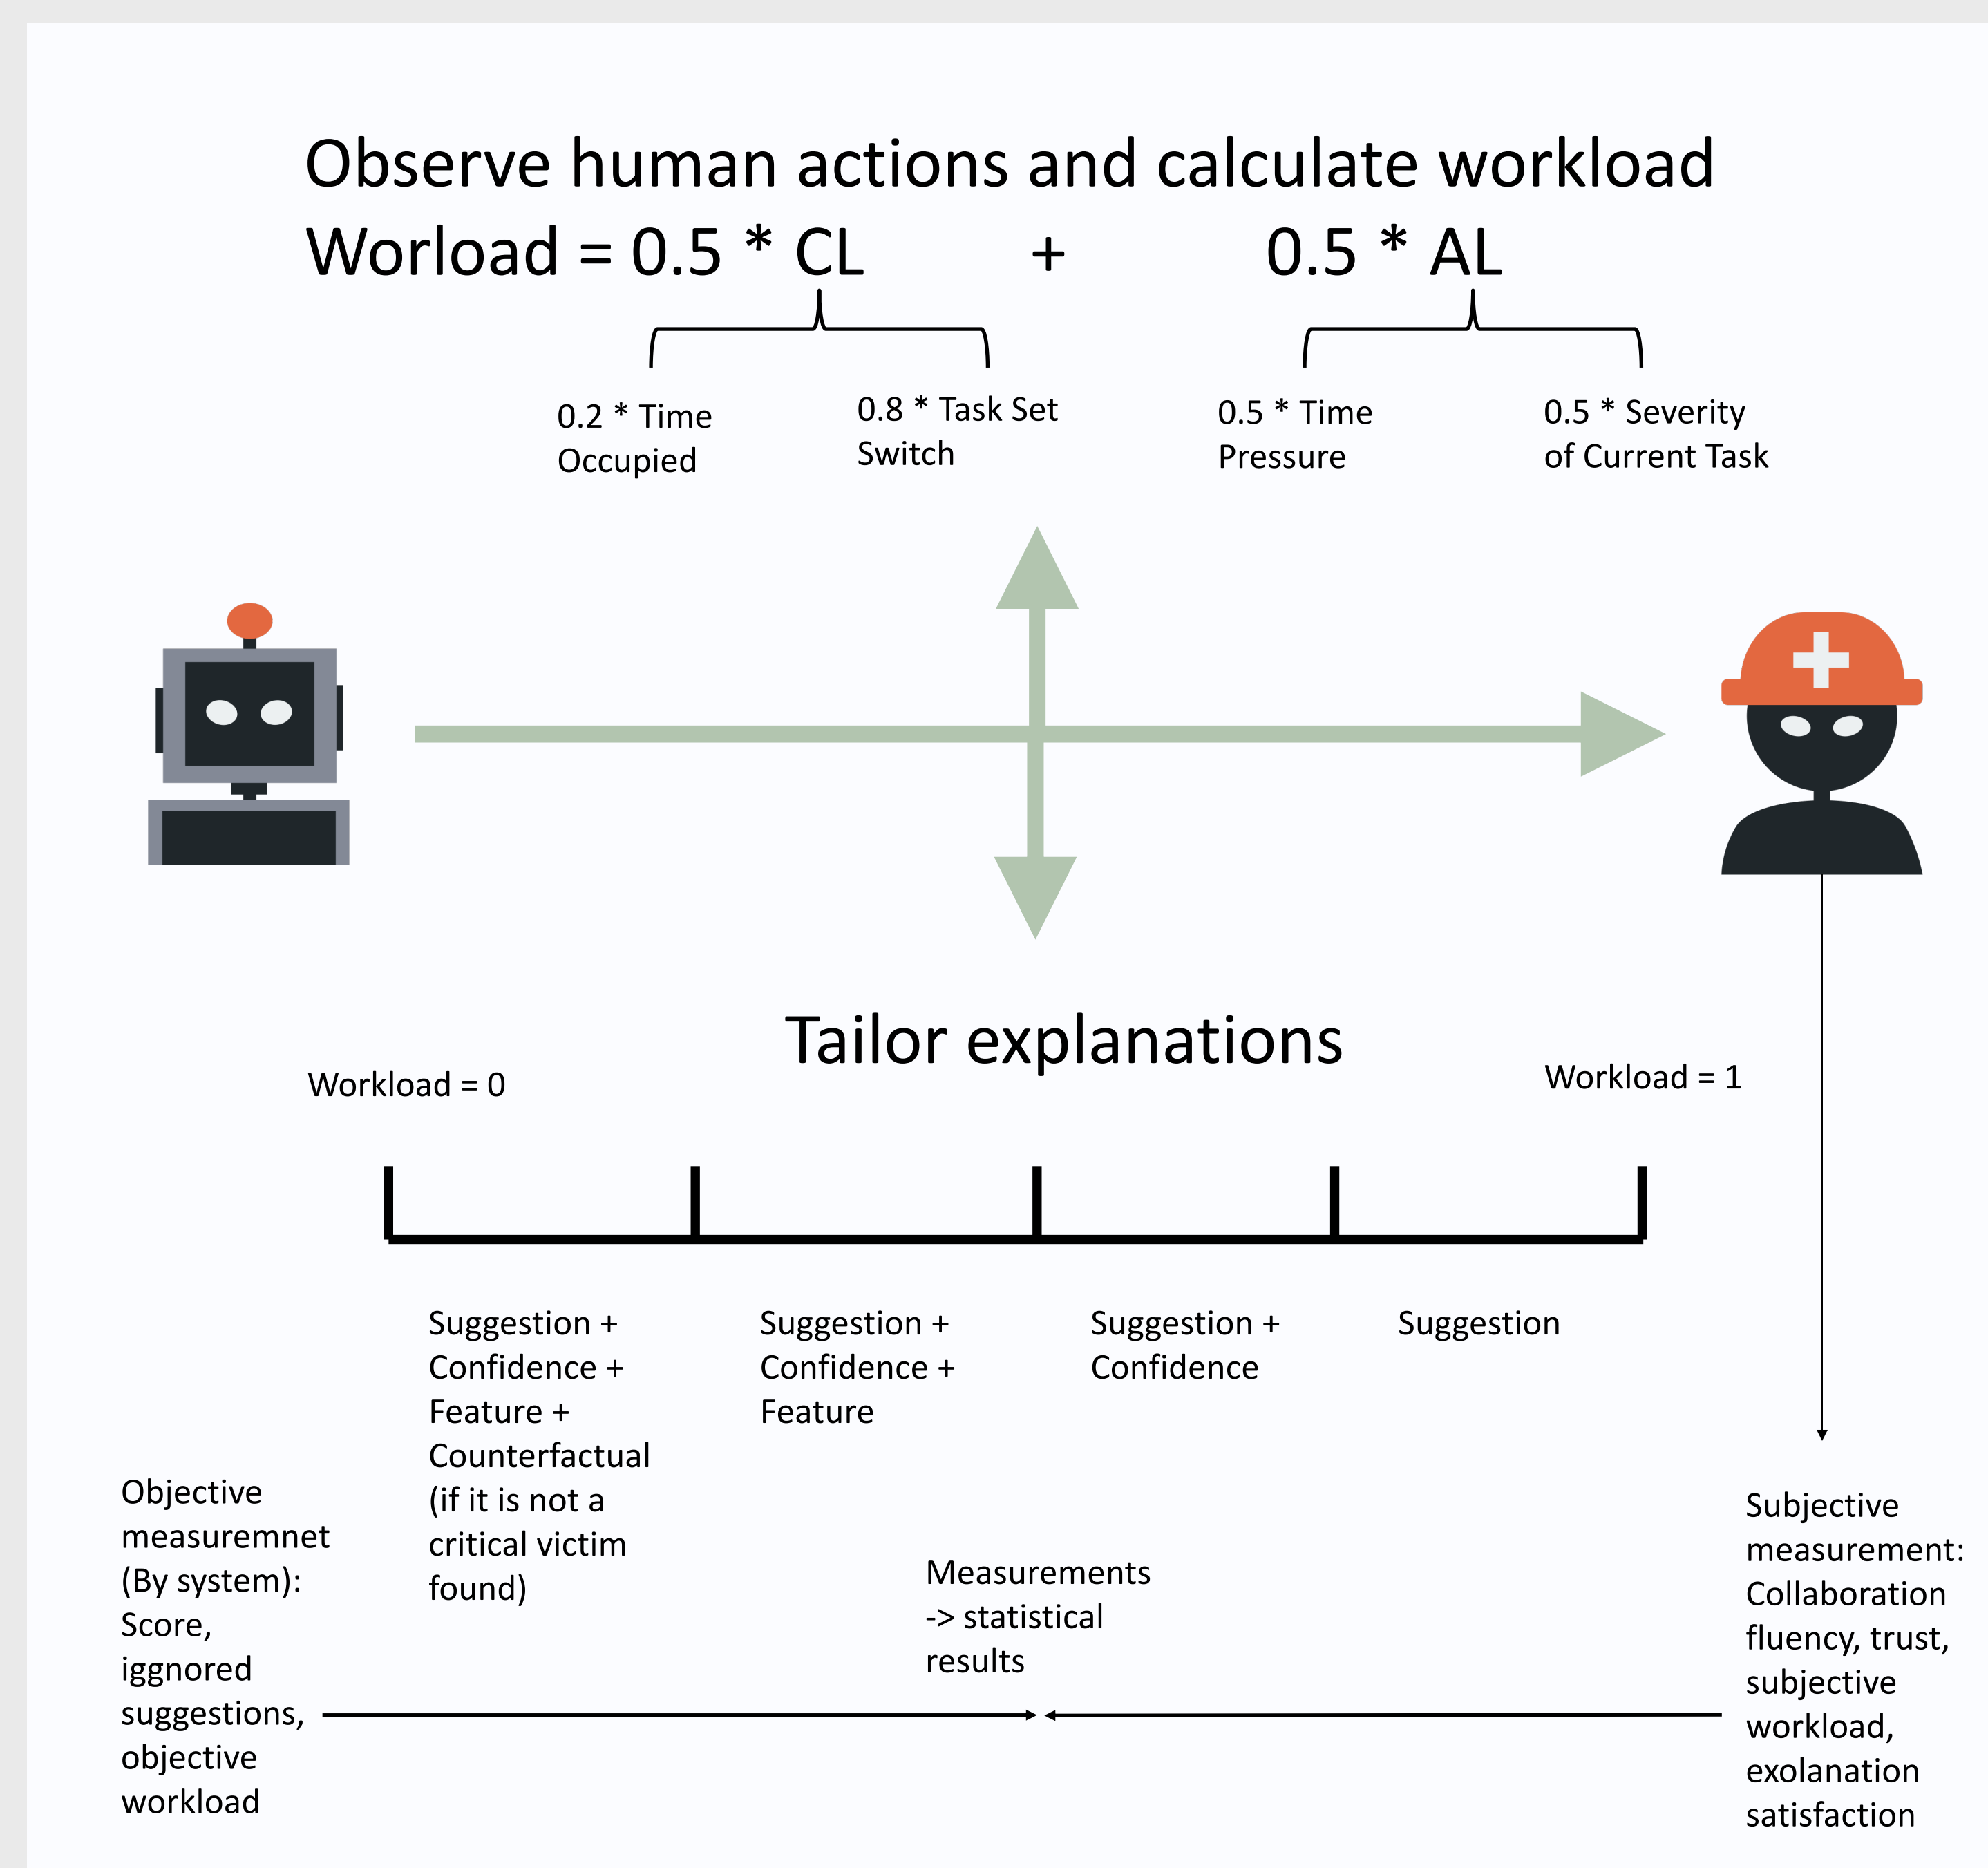 Observe human actions and calculate workload
Worload = 0.5 * CL + 0.5 * AL
0.2 * Time
Occupied
0.8 * Task Set
Switch
0.5 * Time
Pressure
0.5 * Severity
of Current Task
Tailor explanations
Workload = 0
Workload = 1
Suggestion +
Confidence +
Feature +
Counterfactual
(if it is not a
critical victim
found)
Suggestion +
Confidence +
Feature
Suggestion +
Confidence
Suggestion
Objective
measuremnet
(By system):
Score,
iggnored
suggestions,
objective
workload
Measurements
-> statistical
results
Subjective
measurement:
Collaboration
fluency, trust,
subjective
workload,
exolanation
satisfaction